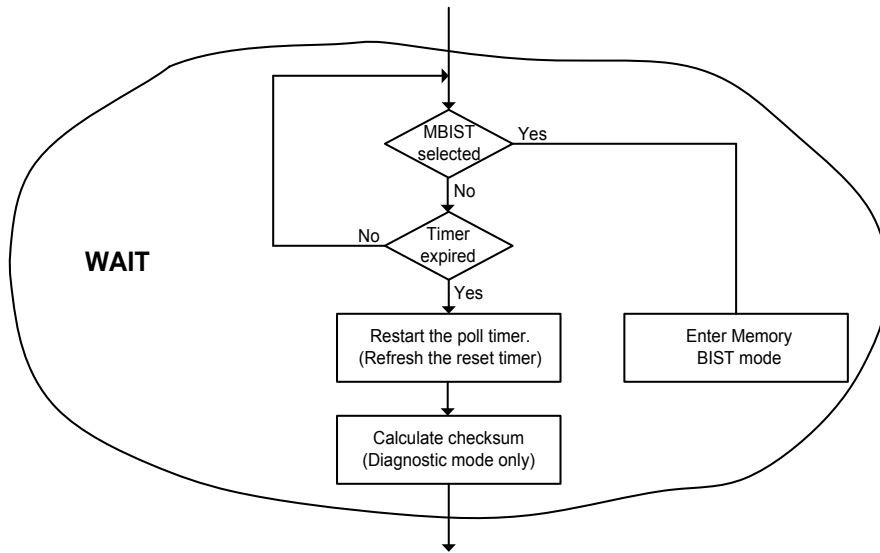 MBIST
selected
Yes
No
Timer
expired
No
Yes
WAIT
Restart the poll timer.
(Refresh the reset timer)
Enter Memory
BIST mode
Calculate checksum
(Diagnostic mode only)